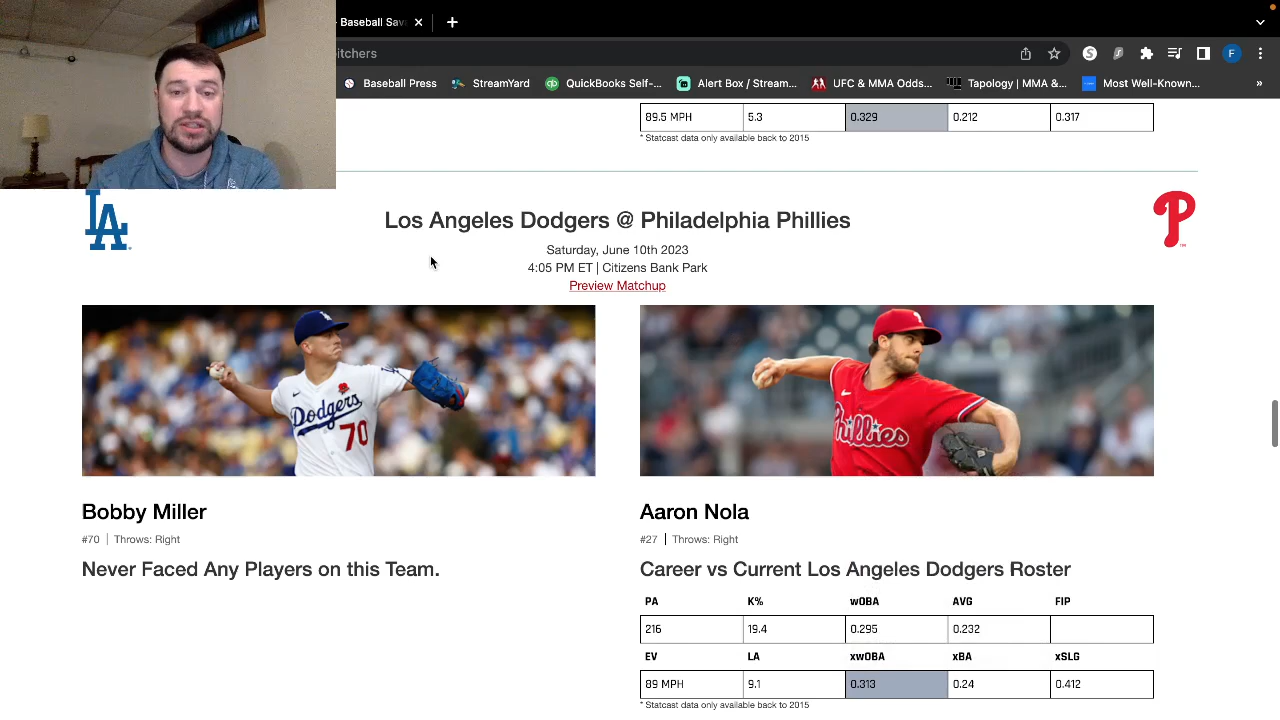 - Baseball Sav
itchers
F
Baseball Press
StreamYard
QuickBooks Self-...
Alert Box / Stream...
UFC & MMA Odds...
Tapology | MMA &...
Most Well-Known...
»
89.5 MPH 5.3 0.329 0.212 0.317
* Statcast data only available back to 2015
LA
Los Angeles Dodgers @ Philadelphia Phillies
P
Saturday, June 10th 2023
4:05 PM ET | Citizens Bank Park
Preview Matchup
Dodgers
70
Phillies
Bobby Miller
#70 | Throws: Right
Never Faced Any Players on this Team.
Aaron Nola
#27 | Throws: Right
Career vs Current Los Angeles Dodgers Roster
PA K% wOBA AVG FIP
216 19.4 0.295 0.232
EV LA xwOBA xBA xSLG
89 MPH 9.1 0.313 0.24 0.412
* Statcast data only available back to 2015